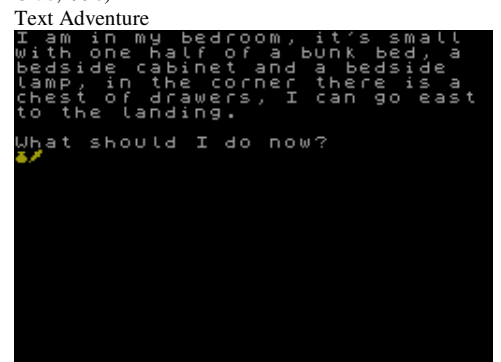 Text Adventure
I am in my bedroom, it's small
with one half of a bunk bed, a
bedside cabinet and a bedside
lamp, in the corner there is a
chest of drawers, I can go east
to the landing.
What should I do now?